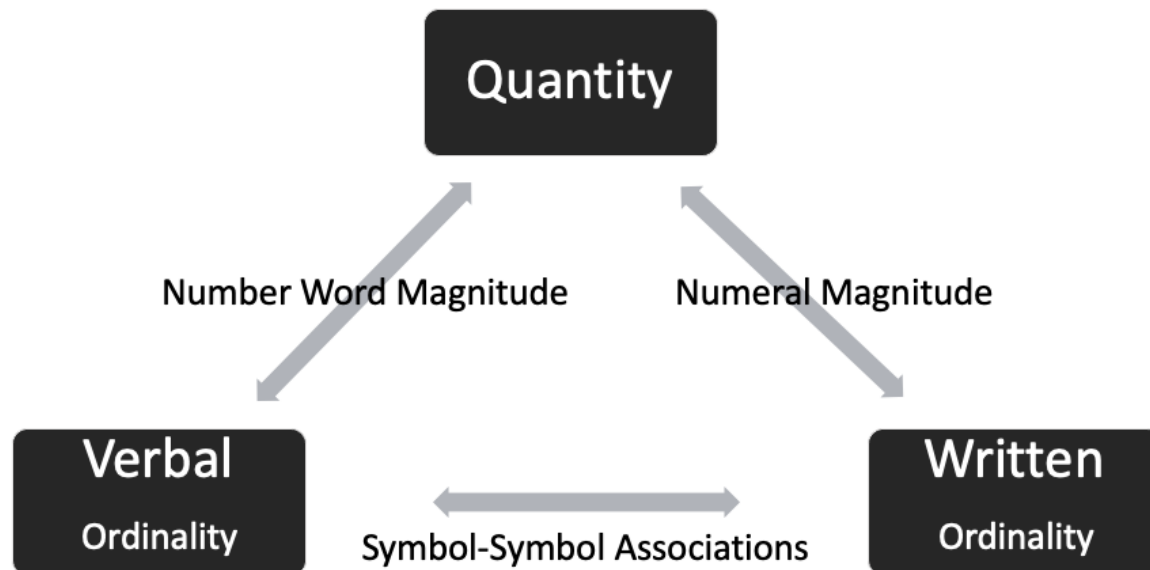 Quantity
Number Word Magnitude
Numeral Magnitude
Verbal
Ordinality
Written
Ordinality
Symbol-Symbol Associations